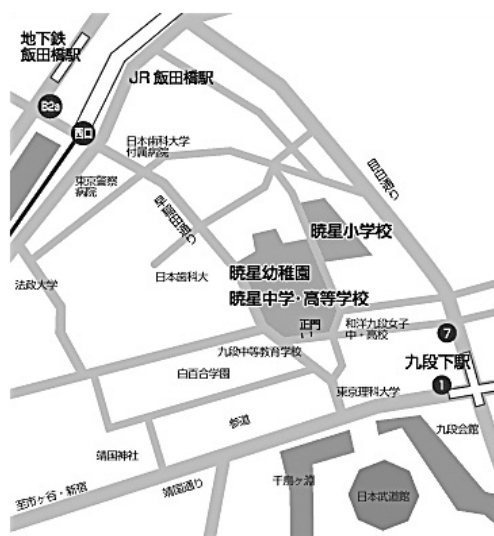 地下鉄
飯田橋駅
B2a
西口
JR飯田橋駅
日本歯科大学
付属病院
東京警察
病院
早稲田通り
目白通り
暁星小学校
法政大学
日本歯科大
暁星幼稚園
暁星中学・高等学校
正門
和洋九段女子
中・高校
7
九段中等教育学校
九段下駅
白百合学園
1
東京理科大学
参道
九段会館
靖国神社
至市ヶ谷・新宿
靖国通り
千鳥ヶ淵
日本武道館